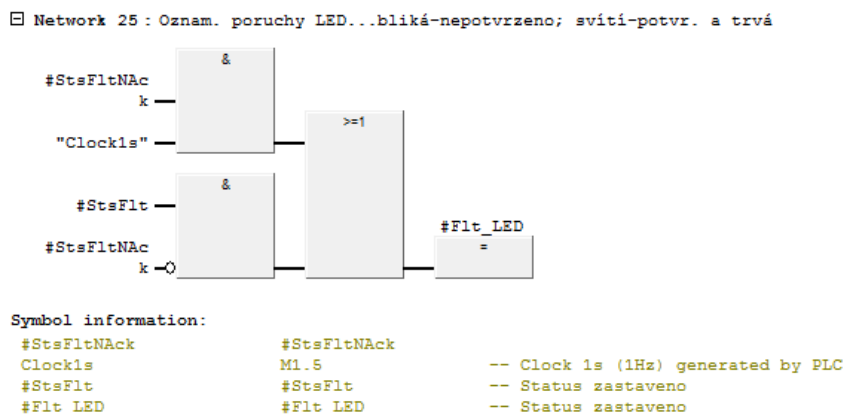 Network 25 : Oznam. poruchy LED...bliká-nepotvrzeno; svítí-potvr. a trvá
&
#StsFltNAc
k
>=1
"Clock1s"
&
#StsFlt
#Flt_LED
#StsFltNAc
=
k
Symbol information:
#StsFltNAck #StsFltNAck
Clock1s M1.5 -- Clock 1s (1Hz) generated by PLC
#StsFlt #StsFlt -- Status zastaveno
#Flt_LED #Flt_LED -- Status zastaveno